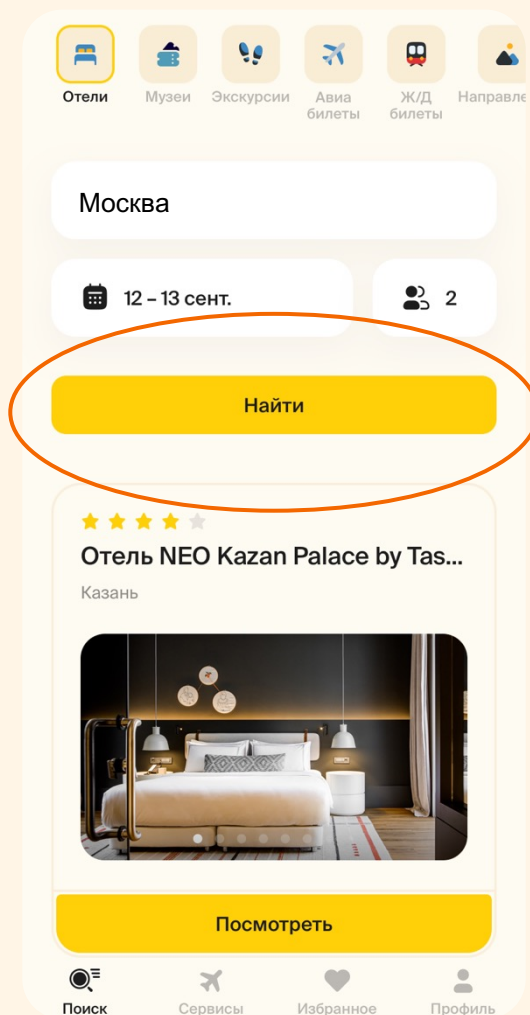 Отели
Музеи
Экскурсии
Авиа
билеты
Ж/Д
билеты
Направле
Москва
12 – 13 сент.
2
Найти
Отель NEO Kazan Palace by Tas...
Казань
Посмотреть
Поиск
Сервисы
Избранное
Профиль